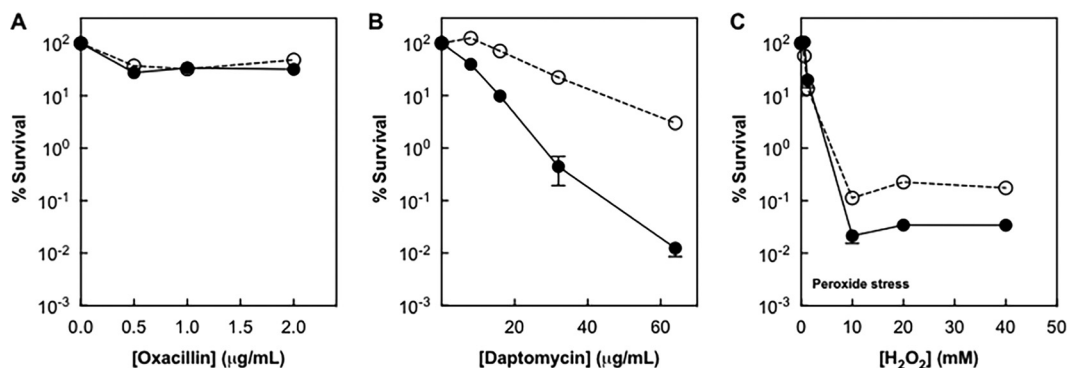 A
% Survival
10²
10¹
10⁰
10⁻¹
10⁻²
10⁻³
0.0 0.5 1.0 1.5 2.0
[Oxacillin] (μg/mL)
B
% Survival
10²
10¹
10⁰
10⁻¹
10⁻²
10⁻³
20 40 60
[Daptomycin] (μg/mL)
C
% Survival
10²
10¹
10⁰
10⁻¹
10⁻²
10⁻³
Peroxide stress
0 10 20 30 40 50
[H₂O₂] (mM)